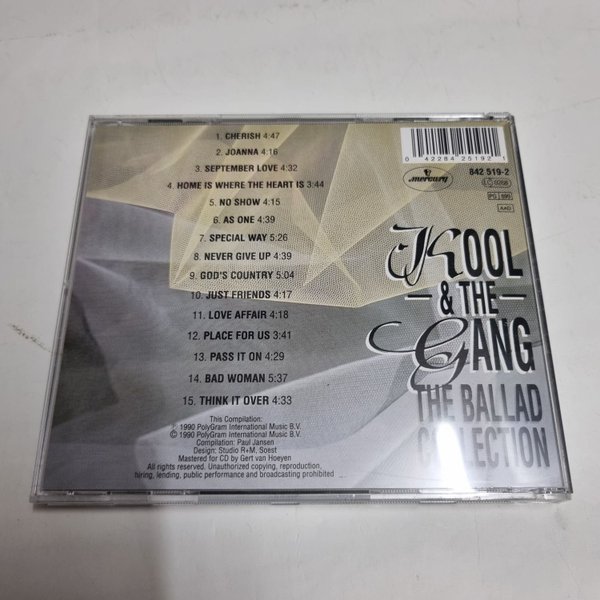 1. CHERISH 4:47
2. JOANNA 4:16
3. SEPTEMBER LOVE 4:32
4. HOME IS WHERE THE HEART IS 3:44
5. NO SHOW 4:15
6. AS ONE 4:39
7. SPECIAL WAY 5:26
8. NEVER GIVE UP 4:39
9. GOD'S COUNTRY 5:04
10. JUST FRIENDS 4:17
11. LOVE AFFAIR 4:18
12. PLACE FOR US 3:41
13. PASS IT ON 4:29
14. BAD WOMAN 5:37
15. THINK IT OVER 4:33
This Compilation:
℗ 1990 PolyGram International Music B.V.
© 1990 PolyGram International Music B.V.
Compilation: Paul Jansen
Design: Studio R+M, Soest
Mastered for CD by Gert van Hoeyen
All rights reserved. Unauthorized copying, reproduction,
hiring, lending, public performance and broadcasting prohibited
0 42284 25192 1
mercury
842 519-2
LC 0268
PG 899
AAD
KOOL
& THE
GANG
THE BALLAD
COLLECTION